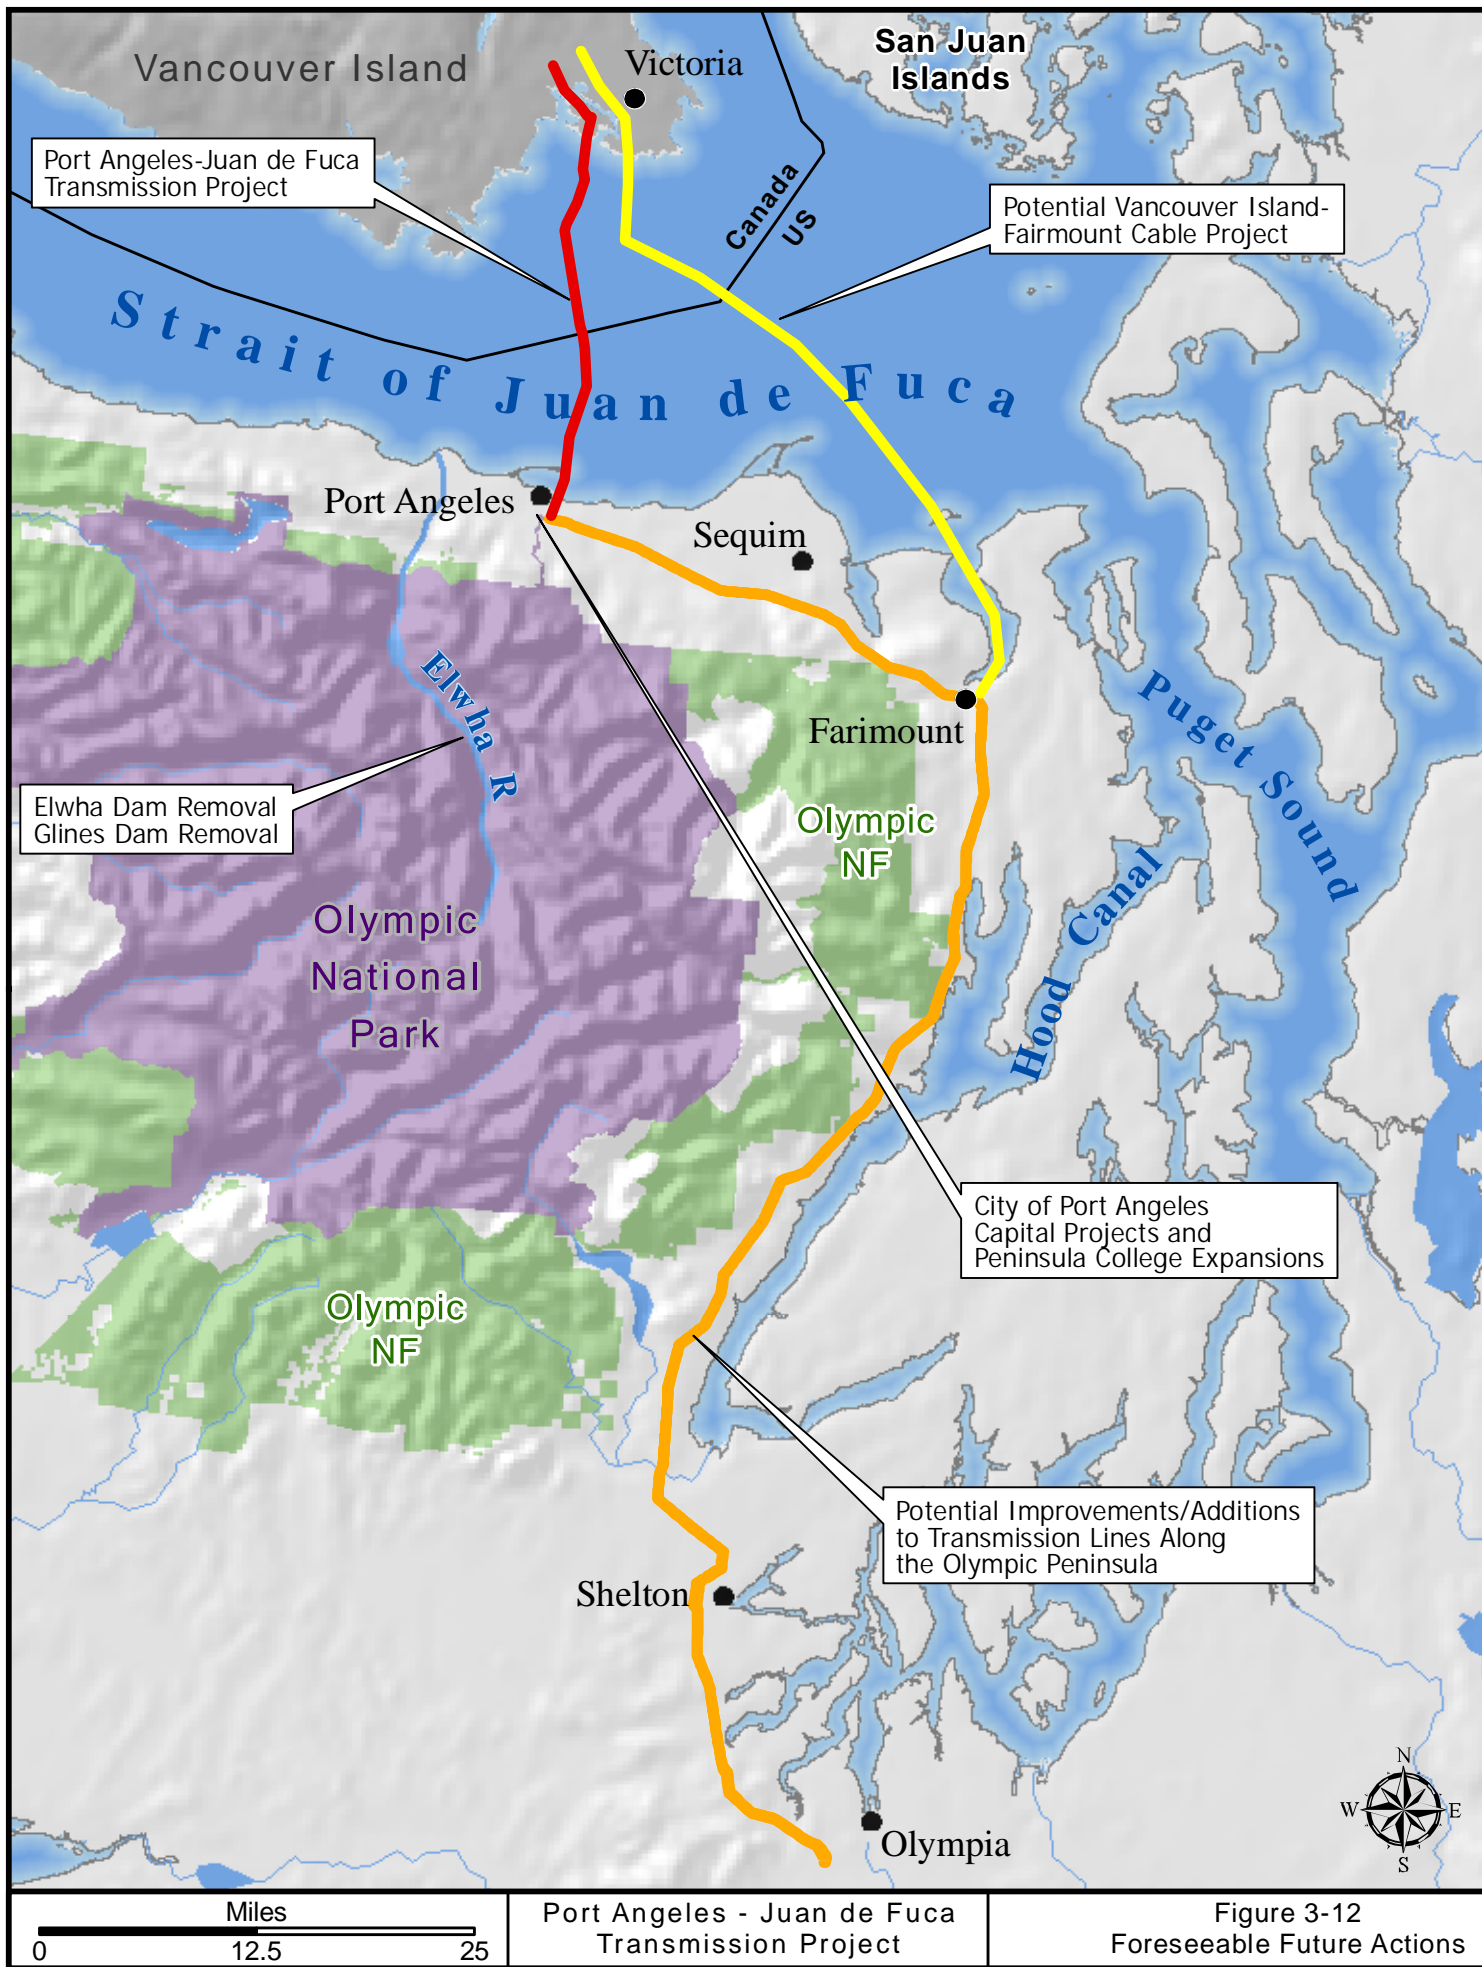 Vancouver Island
Victoria
San Juan
Islands
Port Angeles-Juan de Fuca
Transmission Project
Canada
US
Potential Vancouver Island-
Fairmount Cable Project
Strait of Juan de Fuca
Port Angeles
Sequim
Elwha R
Farimount
Puget Sound
Elwha Dam Removal
Glines Dam Removal
Olympic
NF
Hood Canal
Olympic
National
Park
City of Port Angeles
Capital Projects and
Peninsula College Expansions
Olympic
NF
Potential Improvements/Additions
to Transmission Lines Along
the Olympic Peninsula
Shelton
Olympia
N
W E
S
Miles
0 12.5 25
Port Angeles - Juan de Fuca
Transmission Project
Figure 3-12
Foreseeable Future Actions